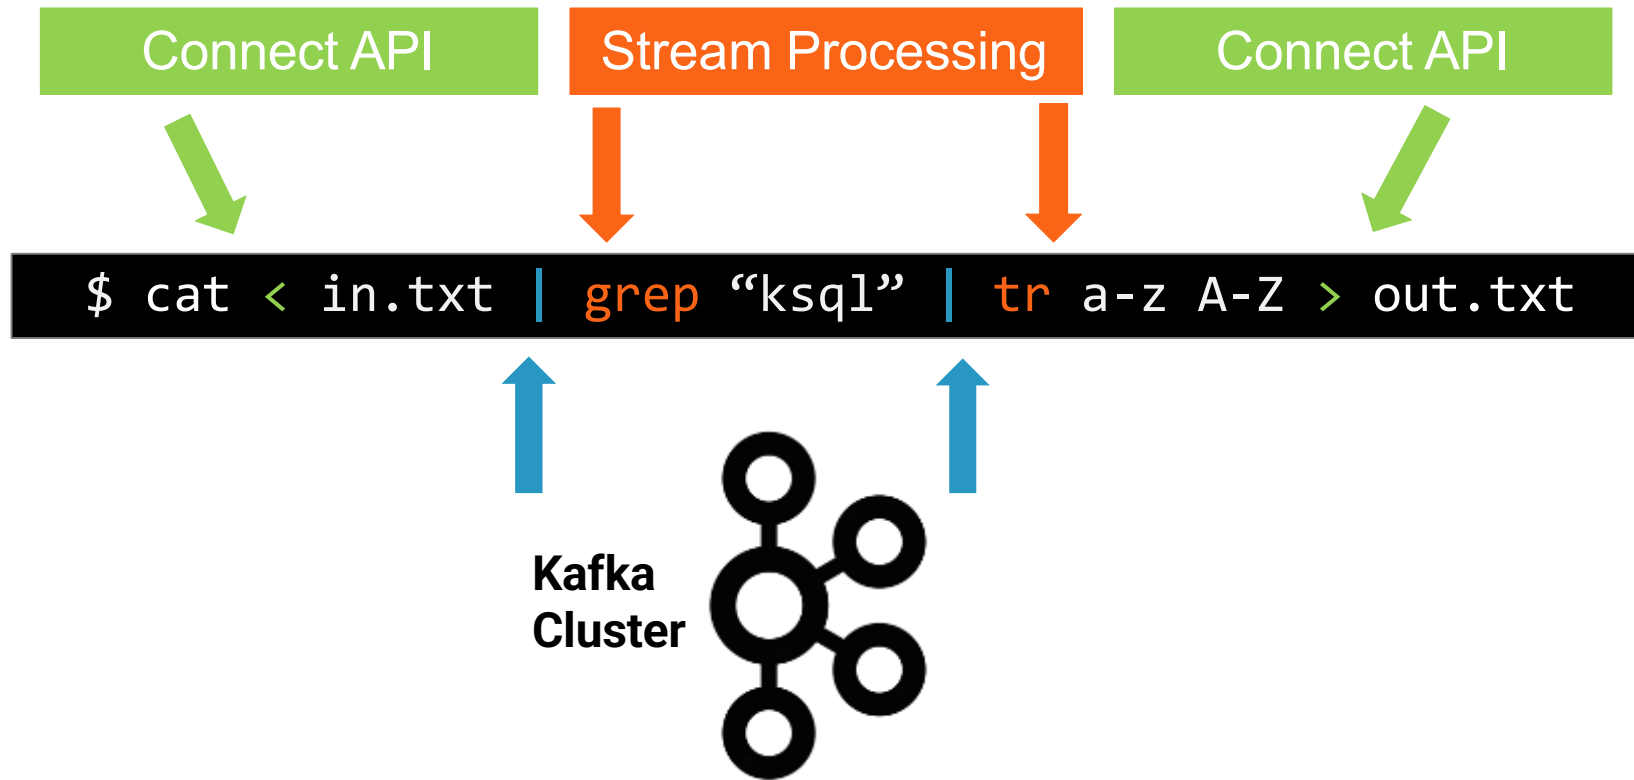 Connect API
Stream Processing
Connect API
$ cat < in.txt | grep “ksql” | tr a-z A-Z > out.txt
Kafka
Cluster